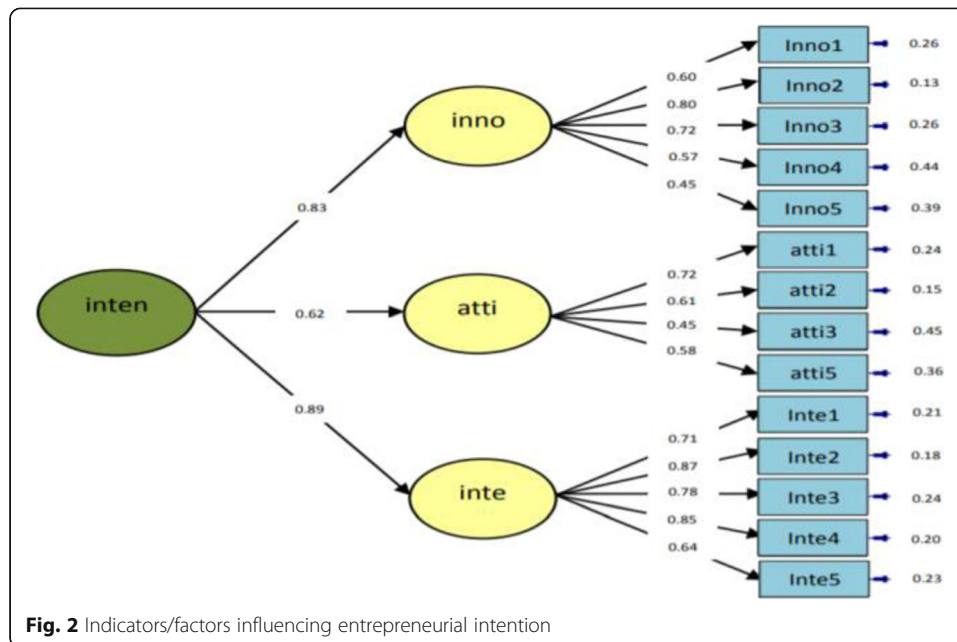 Inno1 0.26
0.60
Inno2 0.13
0.80
inno
Inno3 0.26
0.72
0.57
Inno4 0.44
0.45
Inno5 0.39
0.83
atti1 0.24
0.72
atti2 0.15
inten
0.62
atti
0.61
0.45
atti3 0.45
0.58
atti5 0.36
0.89
Inte1 0.21
0.71
Inte2 0.18
0.87
inte
0.78
Inte3 0.24
0.85
Inte4 0.20
0.64
Inte5 0.23
Fig. 2 Indicators/factors influencing entrepreneurial intention